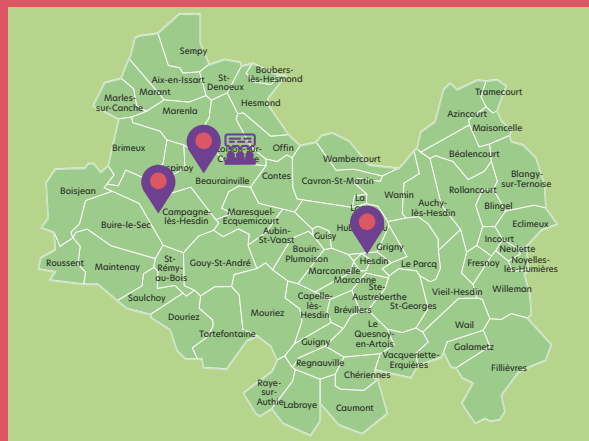 Sempy
Aix-en-Issart
St-
Denoeux
Boubers-
lès-Hesmond
Marant
Marles-
sur-Canche
Marenla
Hesmond
Tramecourt
Azincourt
Maisoncelle
Brimeux
Offin
Wambercourt
Béalencourt
Beaurainville
Contes
Cavron-St-Martin
Blangy-
sur-Ternoise
Boisjean
Wamin
Rollancourt
La
Auchy-
lès-Hesdin
Blingel
Campagne-
lès-Hesdin
Maresquel-
Ecquemicourt
Buire-le-Sec
Aubin-
St-Vaast
Guisy
Eclimeux
Grigny
Incourt
Neulette
Bouin-
Plumoison
Roussent
Maintenay
St-
Rémy-
au-Bois
Gouy-St-André
Hesdin
Le Parcq
Fresnoy
Noyelles-
lès-Humières
Marconnelle
Marconne
Ste-
Austreberthe
Willeman
Saulchoy
Capelle-
lès-
Hesdin
Vieil-Hesdin
St-Georges
Douriez
Mouriez
Brévillers
Tortefontaine
Le
Quesnoy-
en-Artois
Wail
Guigny
Galametz
Regnauville
Vacqueriette-
Erquières
Fillièvres
Chériennes
Raye-
sur-
Authie
Labroye
Caumont